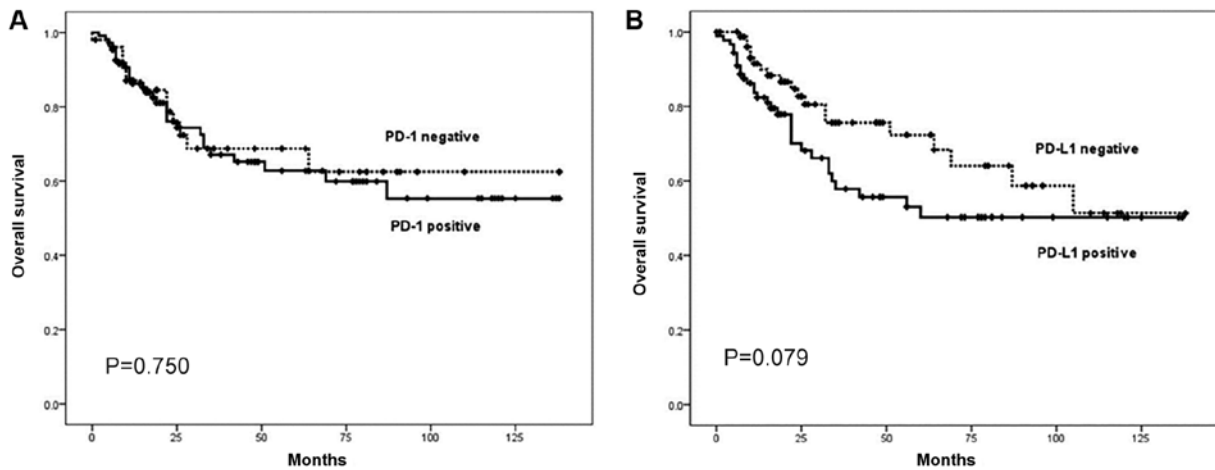 A
Overall survival
1.0
0.8
0.6
0.4
0.2
0.0
PD-1 negative
PD-1 positive
P=0.750
0 25 50 75 100 125
Months
B
Overall survival
1.0
0.8
0.6
0.4
0.2
0.0
PD-L1 negative
PD-L1 positive
P=0.079
0 25 50 75 100 125
Months